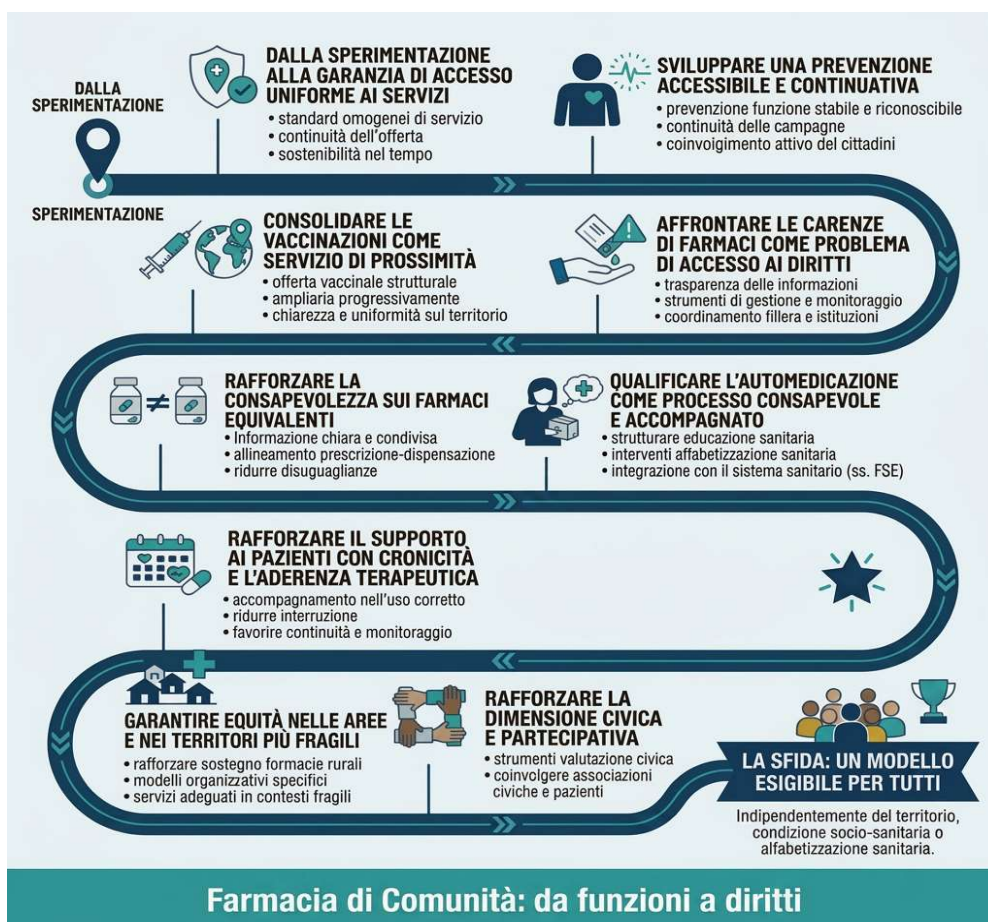 DALLA
SPERIMENTAZIONE
SPERIMENTAZIONE
DALLA SPERIMENTAZIONE
ALLA GARANZIA DI ACCESSO
UNIFORME AI SERVIZI
• standard omogenei di servizio
• continuità dell'offerta
• sostenibilità nel tempo
SVILUPPARE UNA PREVENZIONE
ACCESSIBILE E CONTINUATIVA
• prevenzione funzione stabile e riconoscibile
• continuità delle campagne
• coinvoigimento attivo del cittadini
CONSOLIDARE LE
VACCINAZIONI COME
SERVIZIO DI PROSSIMITÀ
• offerta vaccinale strutturale
• ampliaria progressivamente
• chiarezza e uniformità sul territorio
AFFRONTARE LE CARENZE
DI FARMACI COME PROBLEMA
DI ACCESSO AI DIRITTI
• trasparenza delle informazioni
• strumenti di gestione e monitoraggio
• coordinamento fillera e istituzioni
RAFFORZARE LA
CONSAPEVOLEZZA SUI FARMACI
EQUIVALENTI
• Informazione chiara e condivisa
• allineamento prescrizione-dispensazione
• ridurre disuguaglianze
QUALIFICARE L'AUTOMEDICAZIONE
COME PROCESSO CONSAPEVOLE
E ACCOMPAGNATO
• strutturare educazione sanitaria
• interventi affabetizzazione sanitaria
• integrazione con il sistema sanitario (ss. FSE)
RAFFORZARE IL SUPPORTO
AI PAZIENTI CON CRONICITÀ
E L'ADERENZA TERAPEUTICA
• accompagnamento nell'uso corretto
• ridurre interruzione
• favorire continuità e monitoraggio
GARANTIRE EQUITÀ NELLE AREE
E NEI TERRITORI PIÙ FRAGILI
• rafforzare sostegno formacie rurali
• modelli organizzativi specifici
• servizi adeguati in contesti fragili
RAFFORZARE LA
DIMENSIONE CIVICA
E PARTECIPATIVA
• strumenti valutazione civica
• coinvolgere associazioni
civiche e pazienti
LA SFIDA: UN MODELLO
ESIGIBILE PER TUTTI
Indipendentemente del territorio,
condizione socio-sanitaria o
alfabetizzazione sanitaria.
Farmacia di Comunità: da funzioni a diritti